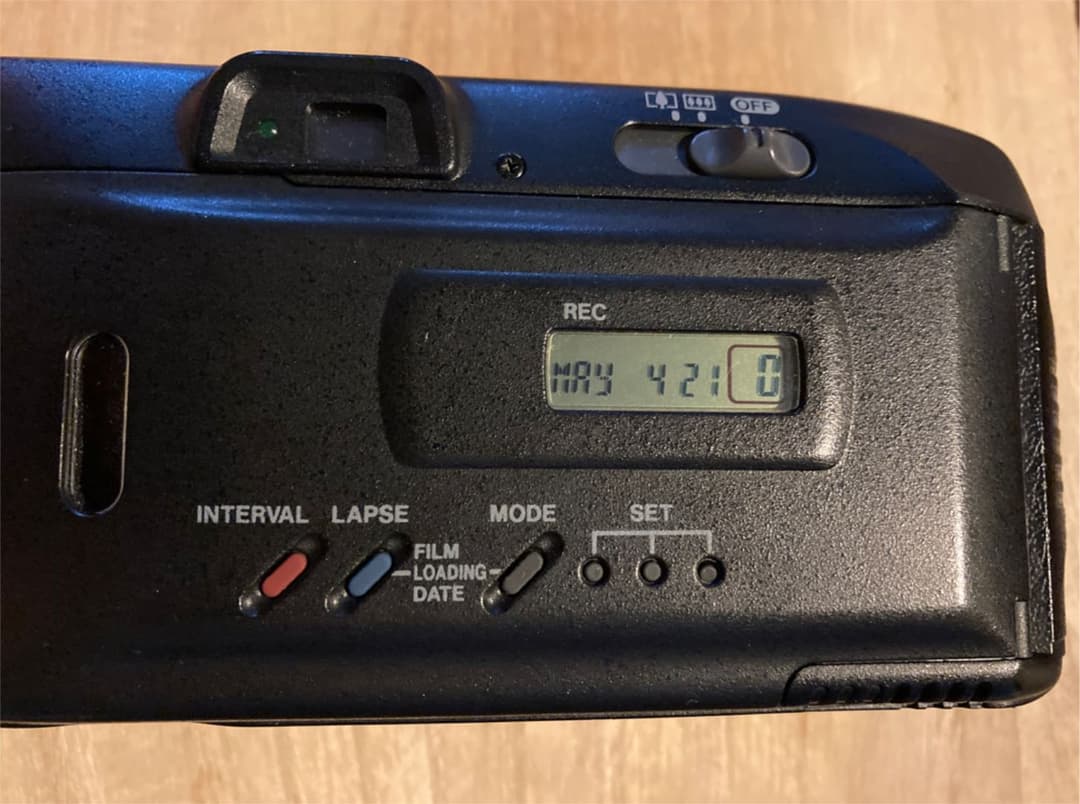 OFF
REC
MAY 4 21 0
INTERVAL LAPSE MODE SET
FILM
LOADING
DATE